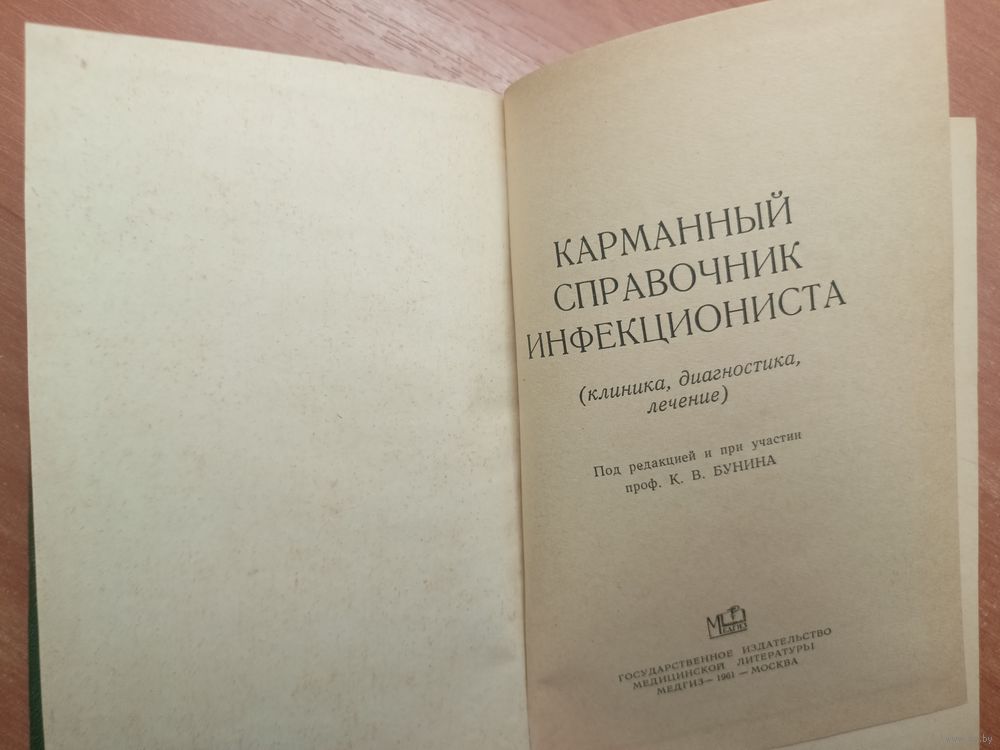 КАРМАННЫЙ
СПРАВОЧНИК
ИНФЕКЦИОНИСТА
(клиника, диагностика,
лечение)
Под редакцией и при участии
проф. К. В. БУНИНА
МЕДГИЗ
ГОСУДАРСТВЕННОЕ ИЗДАТЕЛЬСТВО
МЕДИЦИНСКОЙ ЛИТЕРАТУРЫ
МЕДГИЗ — 1961 — МОСКВА